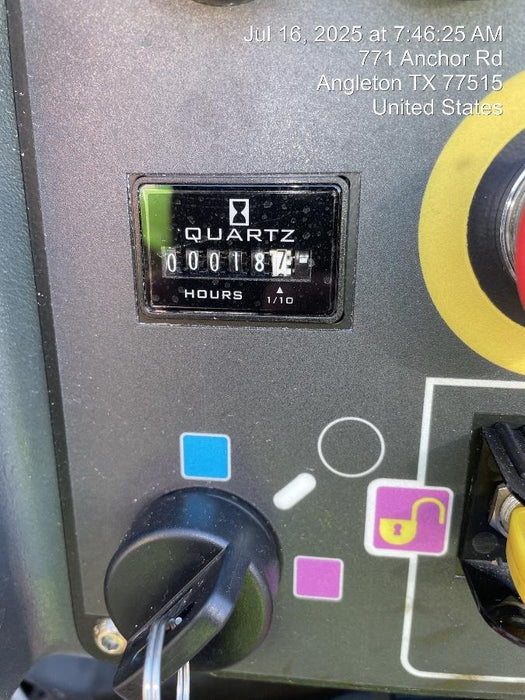 Jul 16, 2025 at 7:46:25 AM
771 Anchor Rd
Angleton TX 77515
United States
QUARTZ
000187
HOURS 1/10